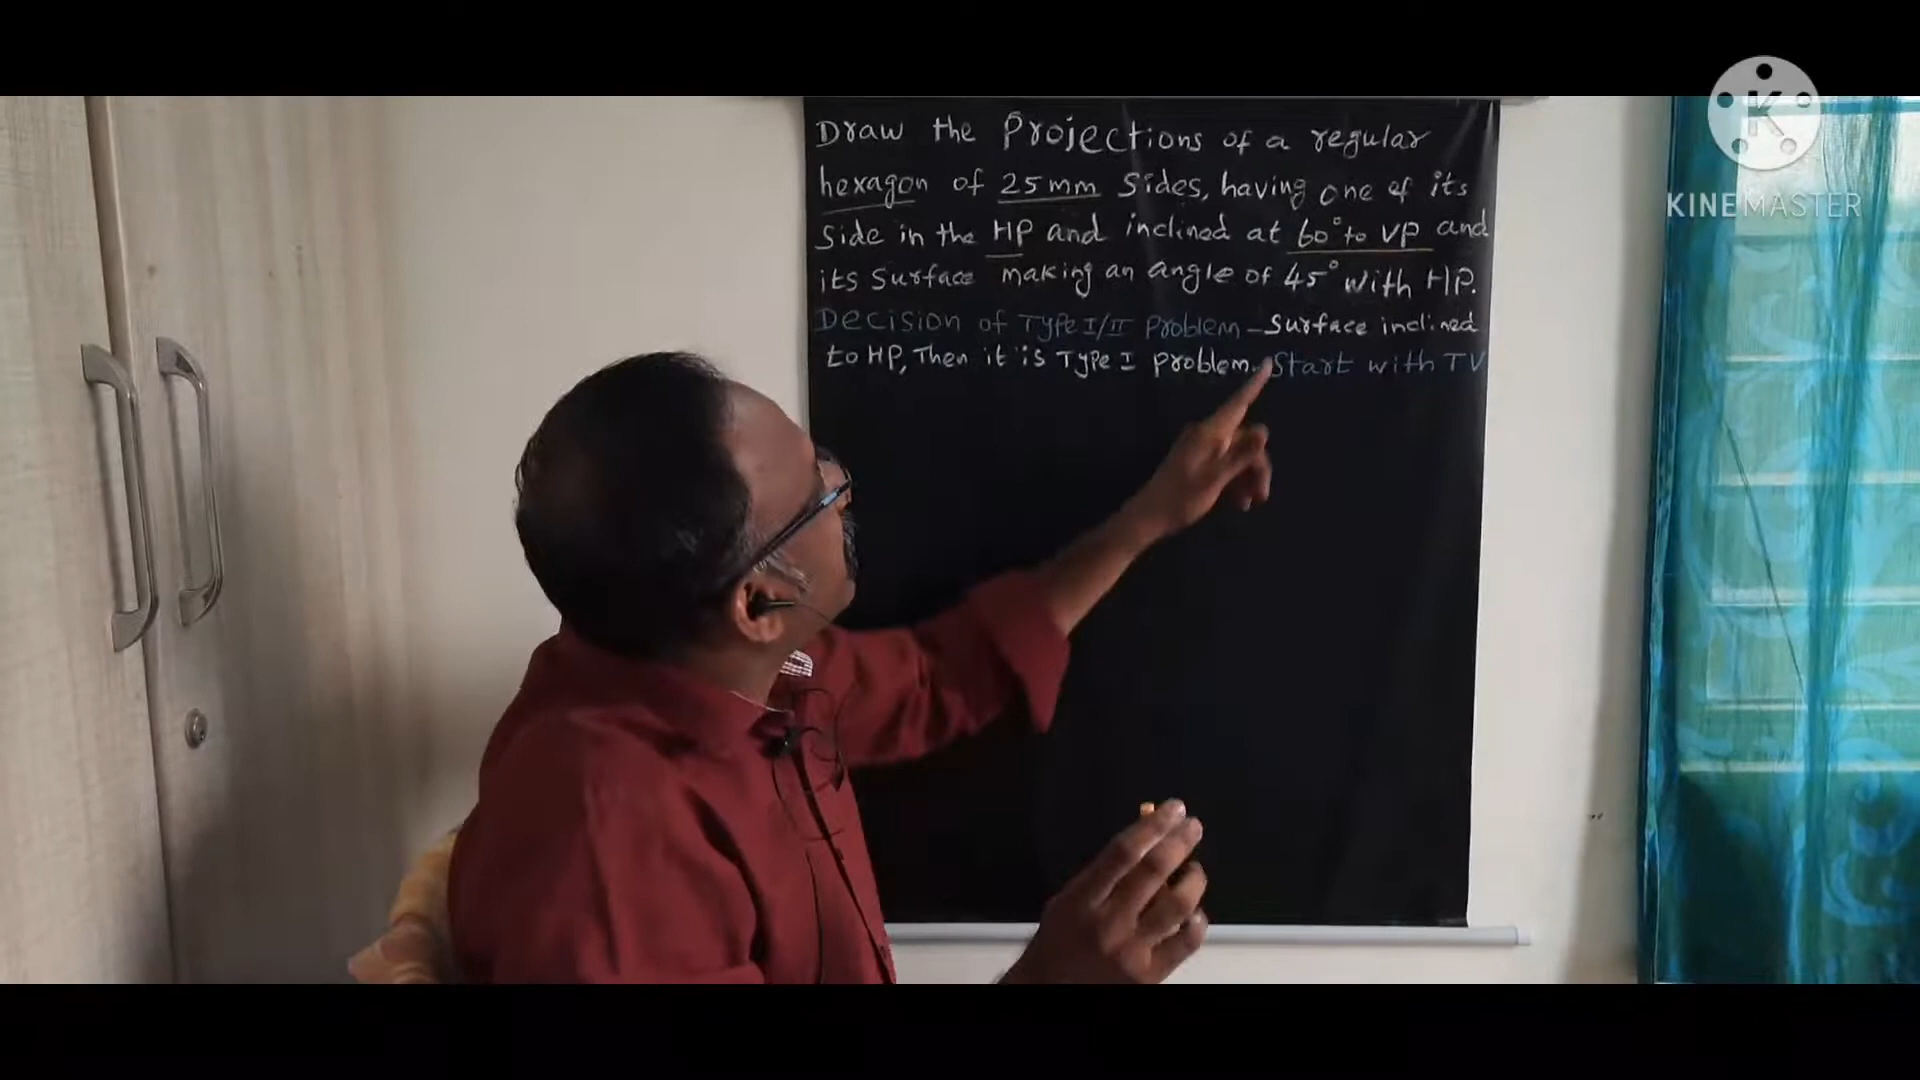 Draw the Projections of a regular
hexagon of 25mm Sides, having one of its
Side in the HP and inclined at 60° to VP and
its Surface making an angle of 45° with HP.
Decision of Type I/II Problem - Surface inclined
to HP, Then it is Type I problem. Start with TV
K
KINEMASTER